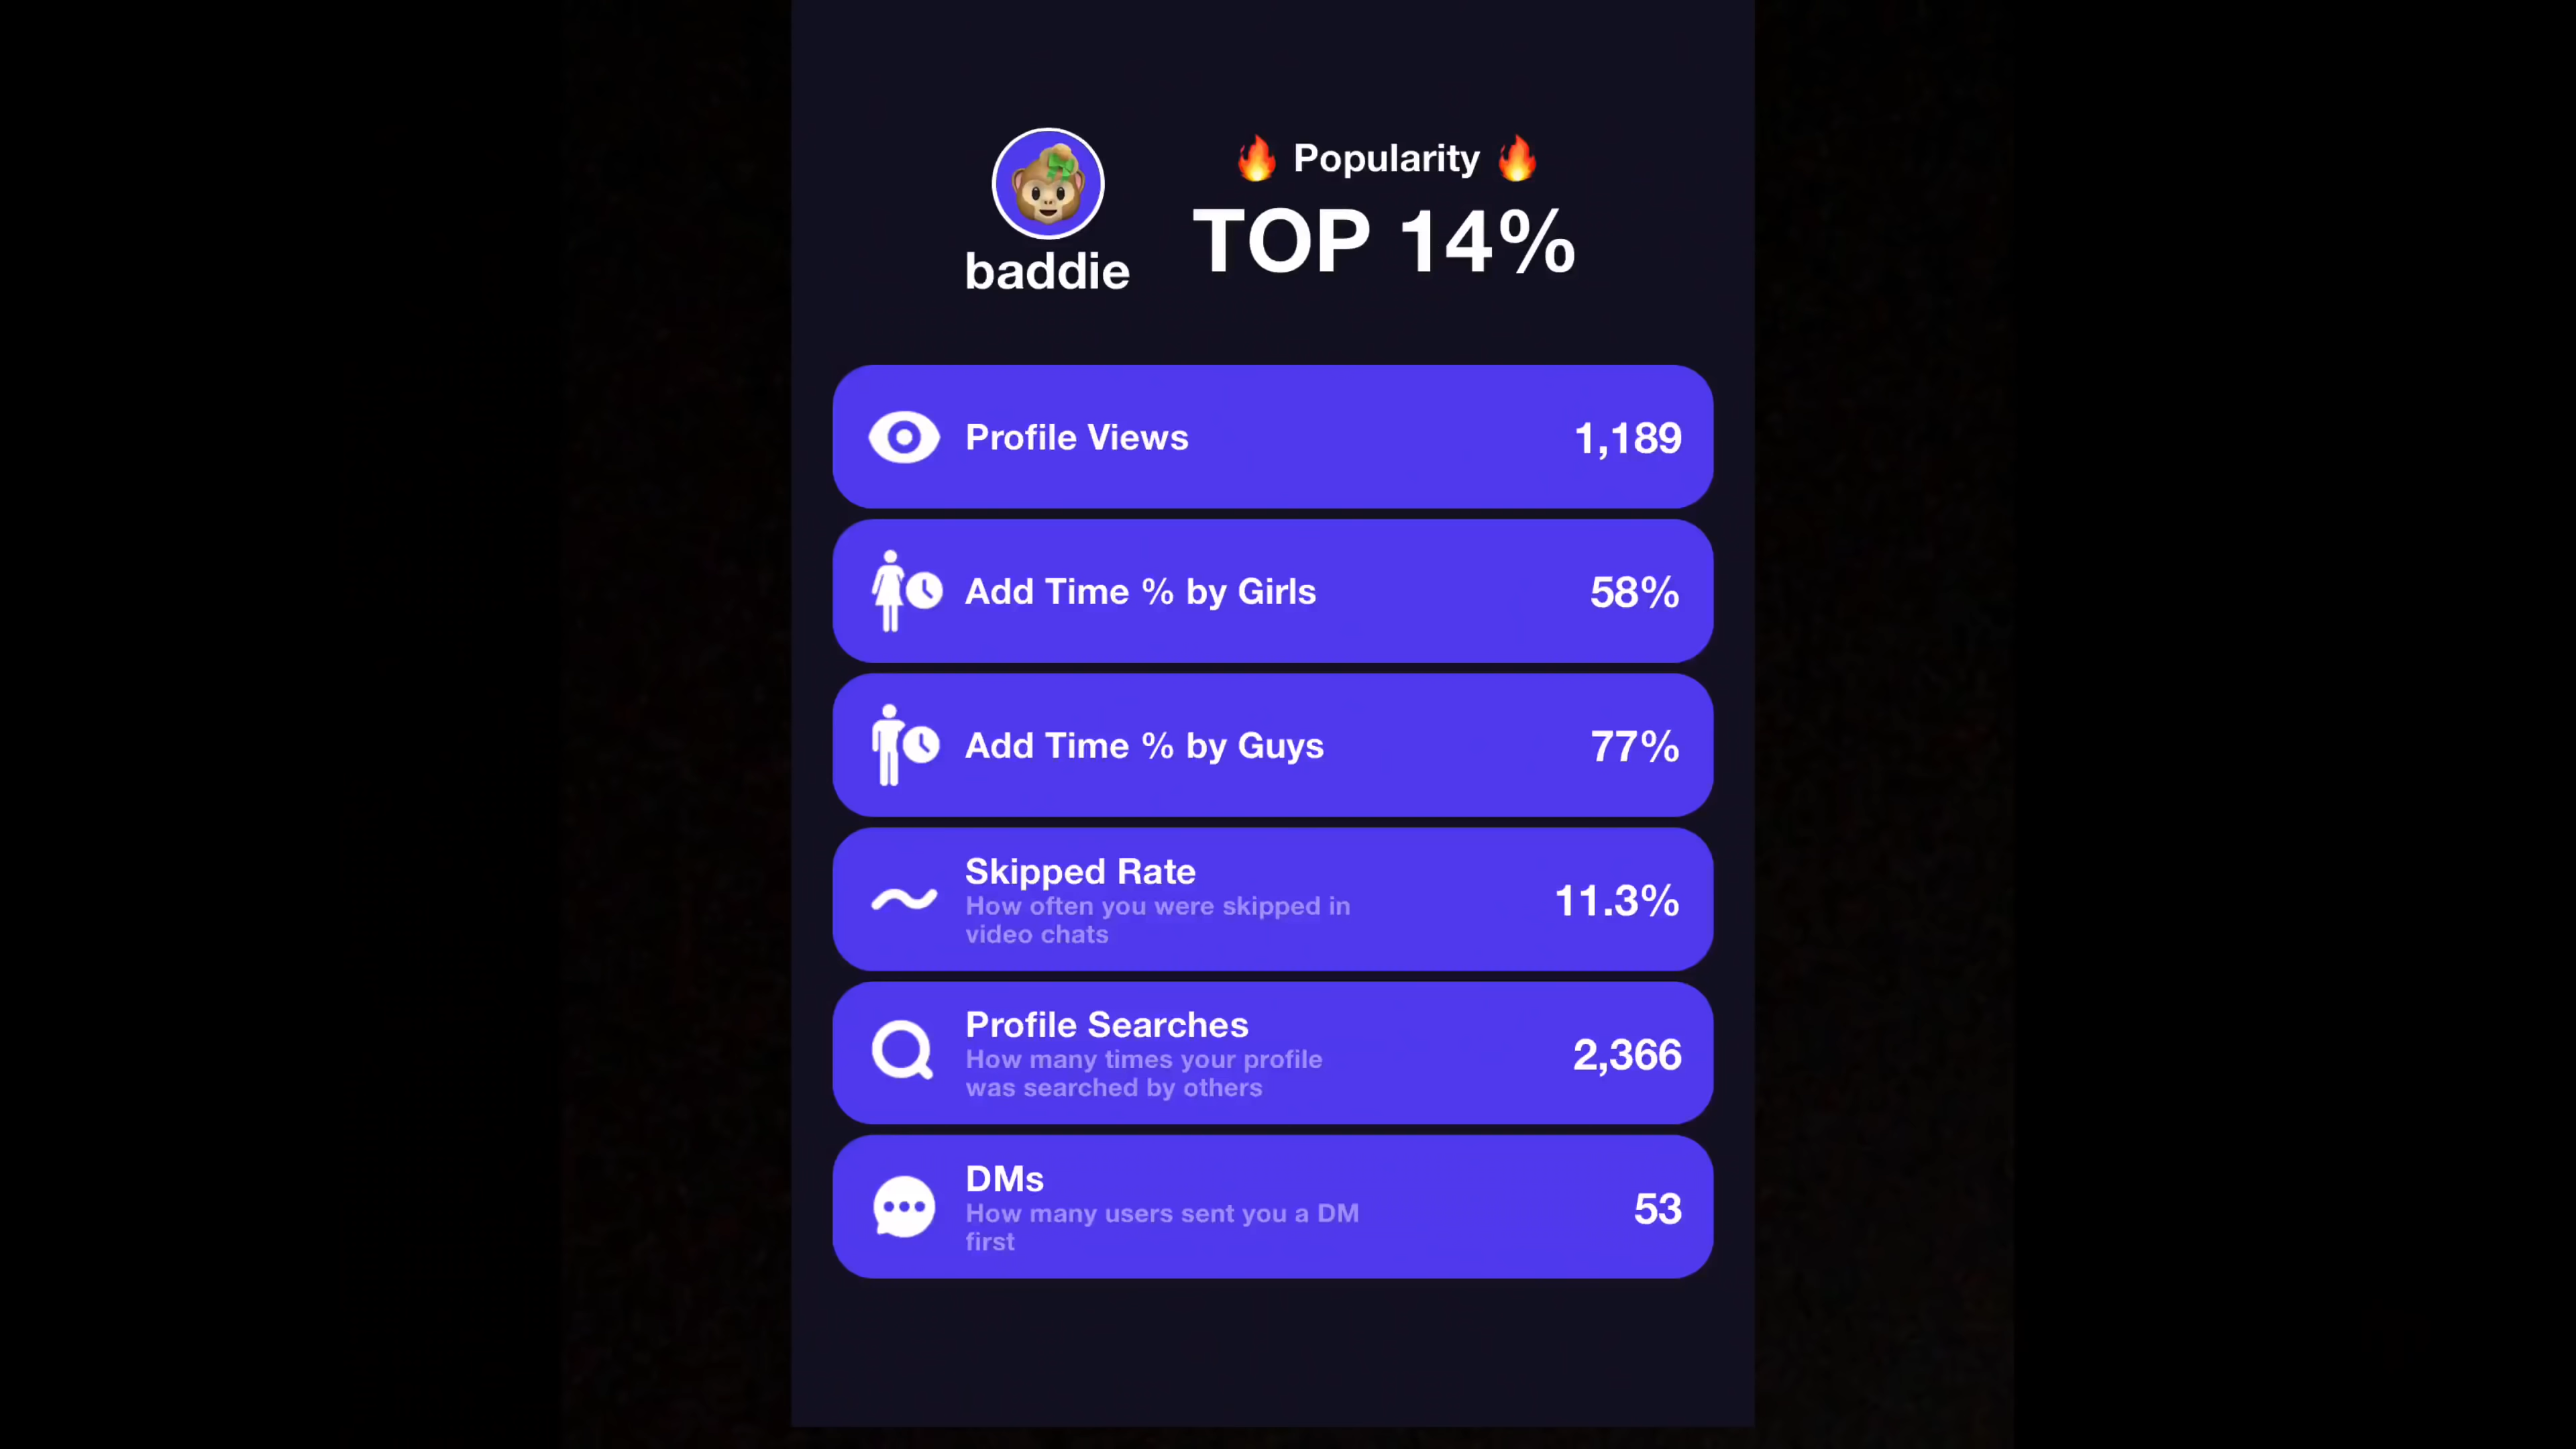 🔥 Popularity 🔥
TOP 14%
baddie
Profile Views 1,189
Add Time % by Girls 58%
Add Time % by Guys 77%
Skipped Rate
How often you were skipped in
video chats
11.3%
Profile Searches
How many times your profile
was searched by others
2,366
DMs
How many users sent you a DM
first
53